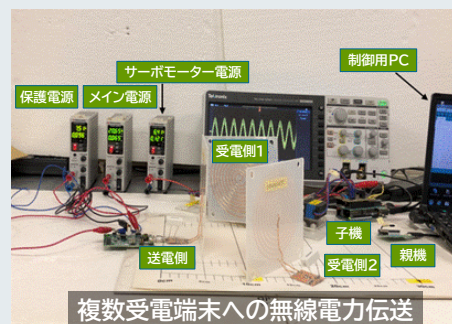 サーボモーター電源
制御用PC
保護電源
メイン電源
Tektronix
受電側1
子機
送電側
受電側2
親機
複数受電端末への無線電力伝送